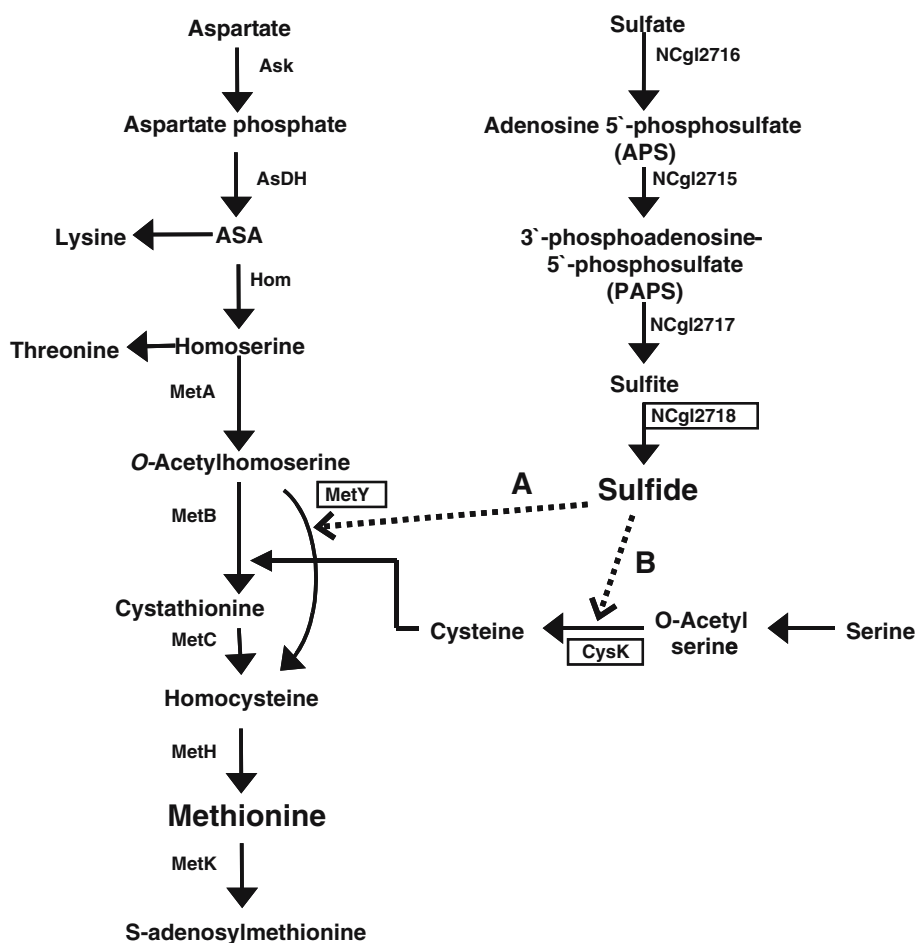 Aspartate
Ask
Aspartate phosphate
AsDH
Lysine
ASA
Hom
Threonine
Homoserine
MetA
O-Acetylhomoserine
MetY
MetB
Cystathionine
MetC
Homocysteine
MetH
Methionine
MetK
S-adenosylmethionine
Sulfate
NCgl2716
Adenosine 5`-phosphosulfate
(APS)
NCgl2715
3`-phosphoadenosine-
5`-phosphosulfate
(PAPS)
NCgl2717
Sulfite
NCgl2718
Sulfide
A
B
Cysteine
CysK
O-Acetyl
serine
Serine